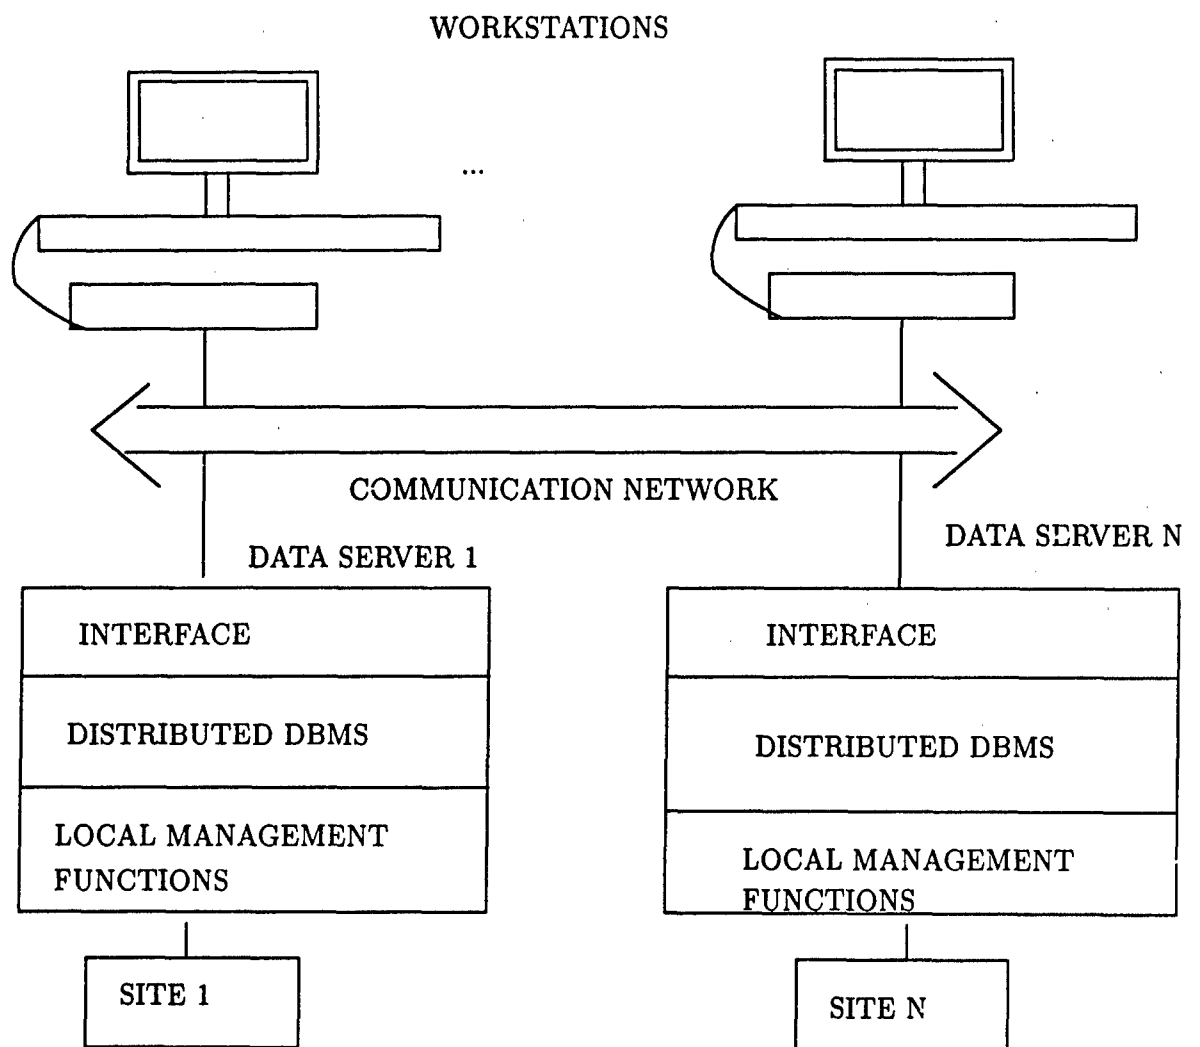 WORKSTATIONS
...
COMMUNICATION NETWORK
DATA SERVER 1
DATA SERVER N
INTERFACE
DISTRIBUTED DBMS
LOCAL MANAGEMENT
FUNCTIONS
SITE 1
INTERFACE
DISTRIBUTED DBMS
LOCAL MANAGEMENT
FUNCTIONS
SITE N